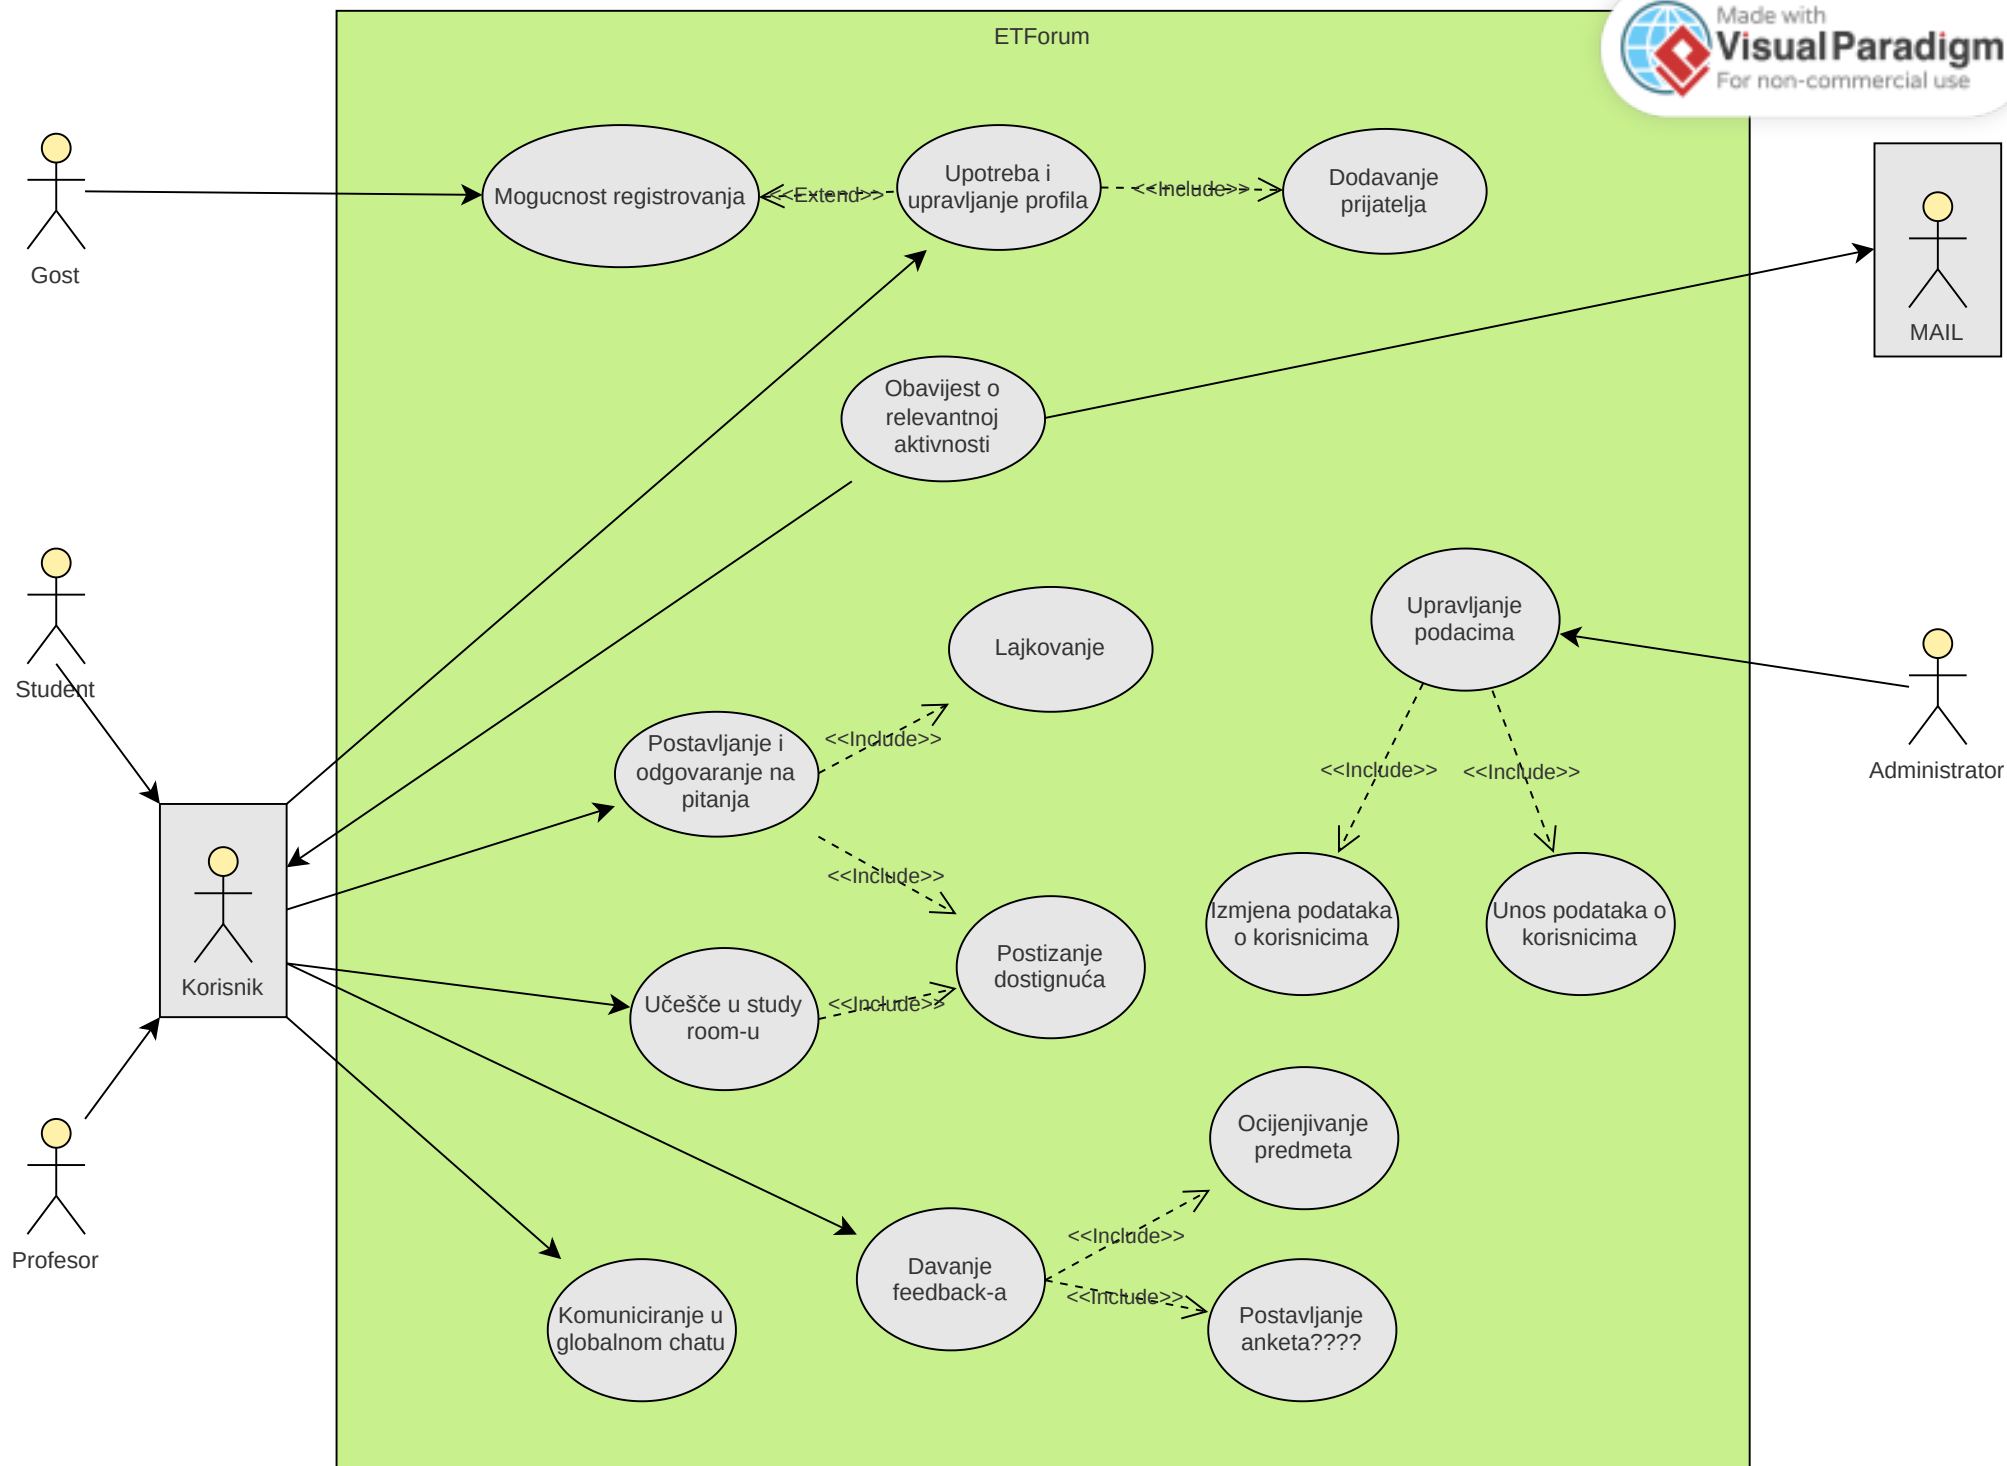 ETForum
Made with
Visual Paradigm
For non-commercial use
Gost
Mogucnost registrovanja
<<Extend>>
Upotreba i
upravljanje profila
<<Include>>
Dodavanje
prijatelja
MAIL
Obavijest o
relevantnoj
aktivnosti
Student
Lajkovanje
Upravljanje
podacima
Administrator
Postavljanje i
odgovaranje na
pitanja
<<Include>>
<<Include>>
<<Include>>
<<Include>>
Korisnik
Izmjena podataka
o korisnicima
Unos podataka o
korisnicima
Postizanje
dostignuća
Učešče u study
room-u
<<Include>>
Profesor
Ocijenjivanje
predmeta
<<Include>>
Davanje
feedback-a
<<Include>>
Komuniciranje u
globalnom chatu
Postavljanje
anketa????